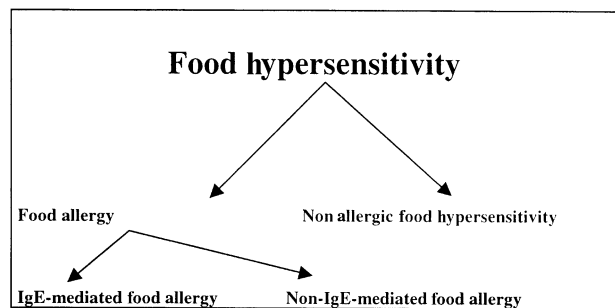 Food hypersensitivity
Food allergy Non allergic food hypersensitivity
IgE-mediated food allergy Non-IgE-mediated food allergy